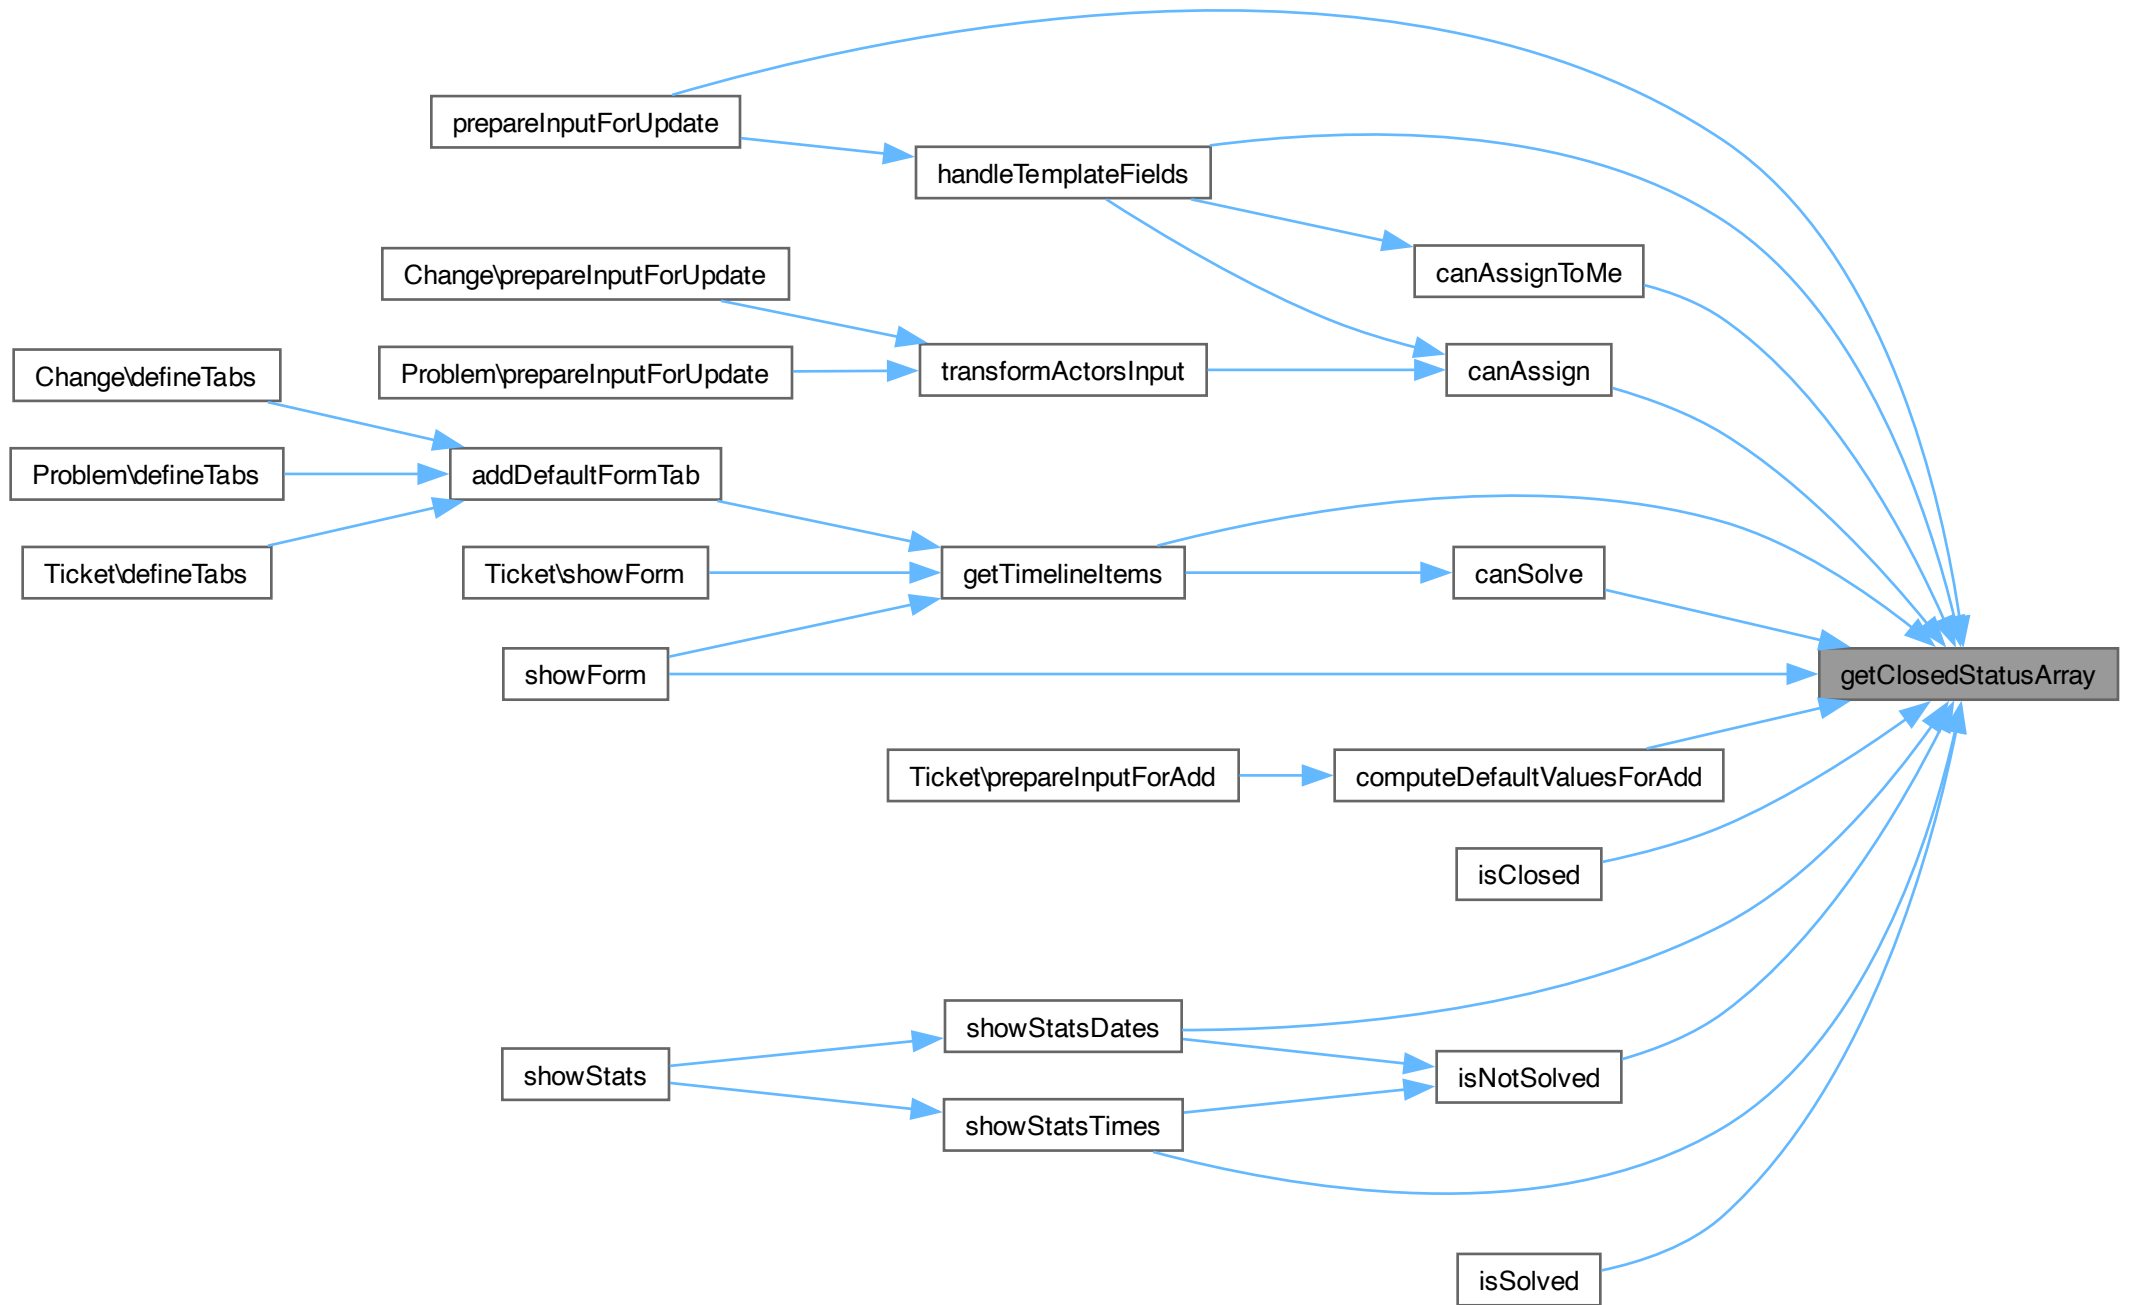 prepareInputForUpdate
handleTemplateFields
Change\prepareInputForUpdate
canAssignToMe
Change\defineTabs
Problem\prepareInputForUpdate
transformActorsInput
canAssign
Problem\defineTabs
addDefaultFormTab
Ticket\defineTabs
Ticket\showForm
getTimelineItems
canSolve
showForm
getClosedStatusArray
Ticket\prepareInputForAdd
computeDefaultValuesForAdd
isClosed
showStatsDates
showStats
isNotSolved
showStatsTimes
isSolved